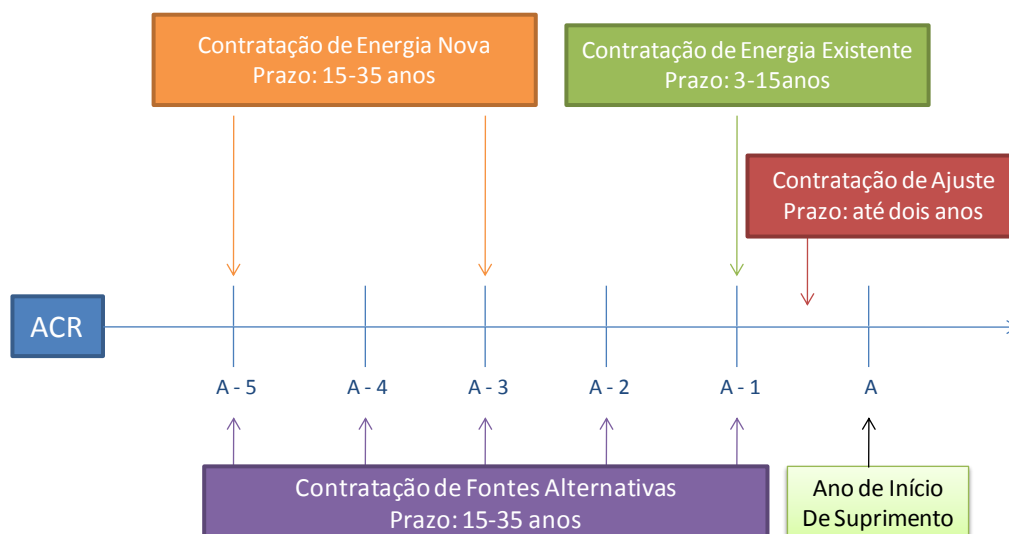 Contratação de Energia Nova
Prazo: 15-35 anos
Contratação de Energia Existente
Prazo: 3-15anos
Contratação de Ajuste
Prazo: até dois anos
ACR
A - 5
A - 4
A - 3
A - 2
A - 1
A
Contratação de Fontes Alternativas
Prazo: 15-35 anos
Ano de Início
De Suprimento